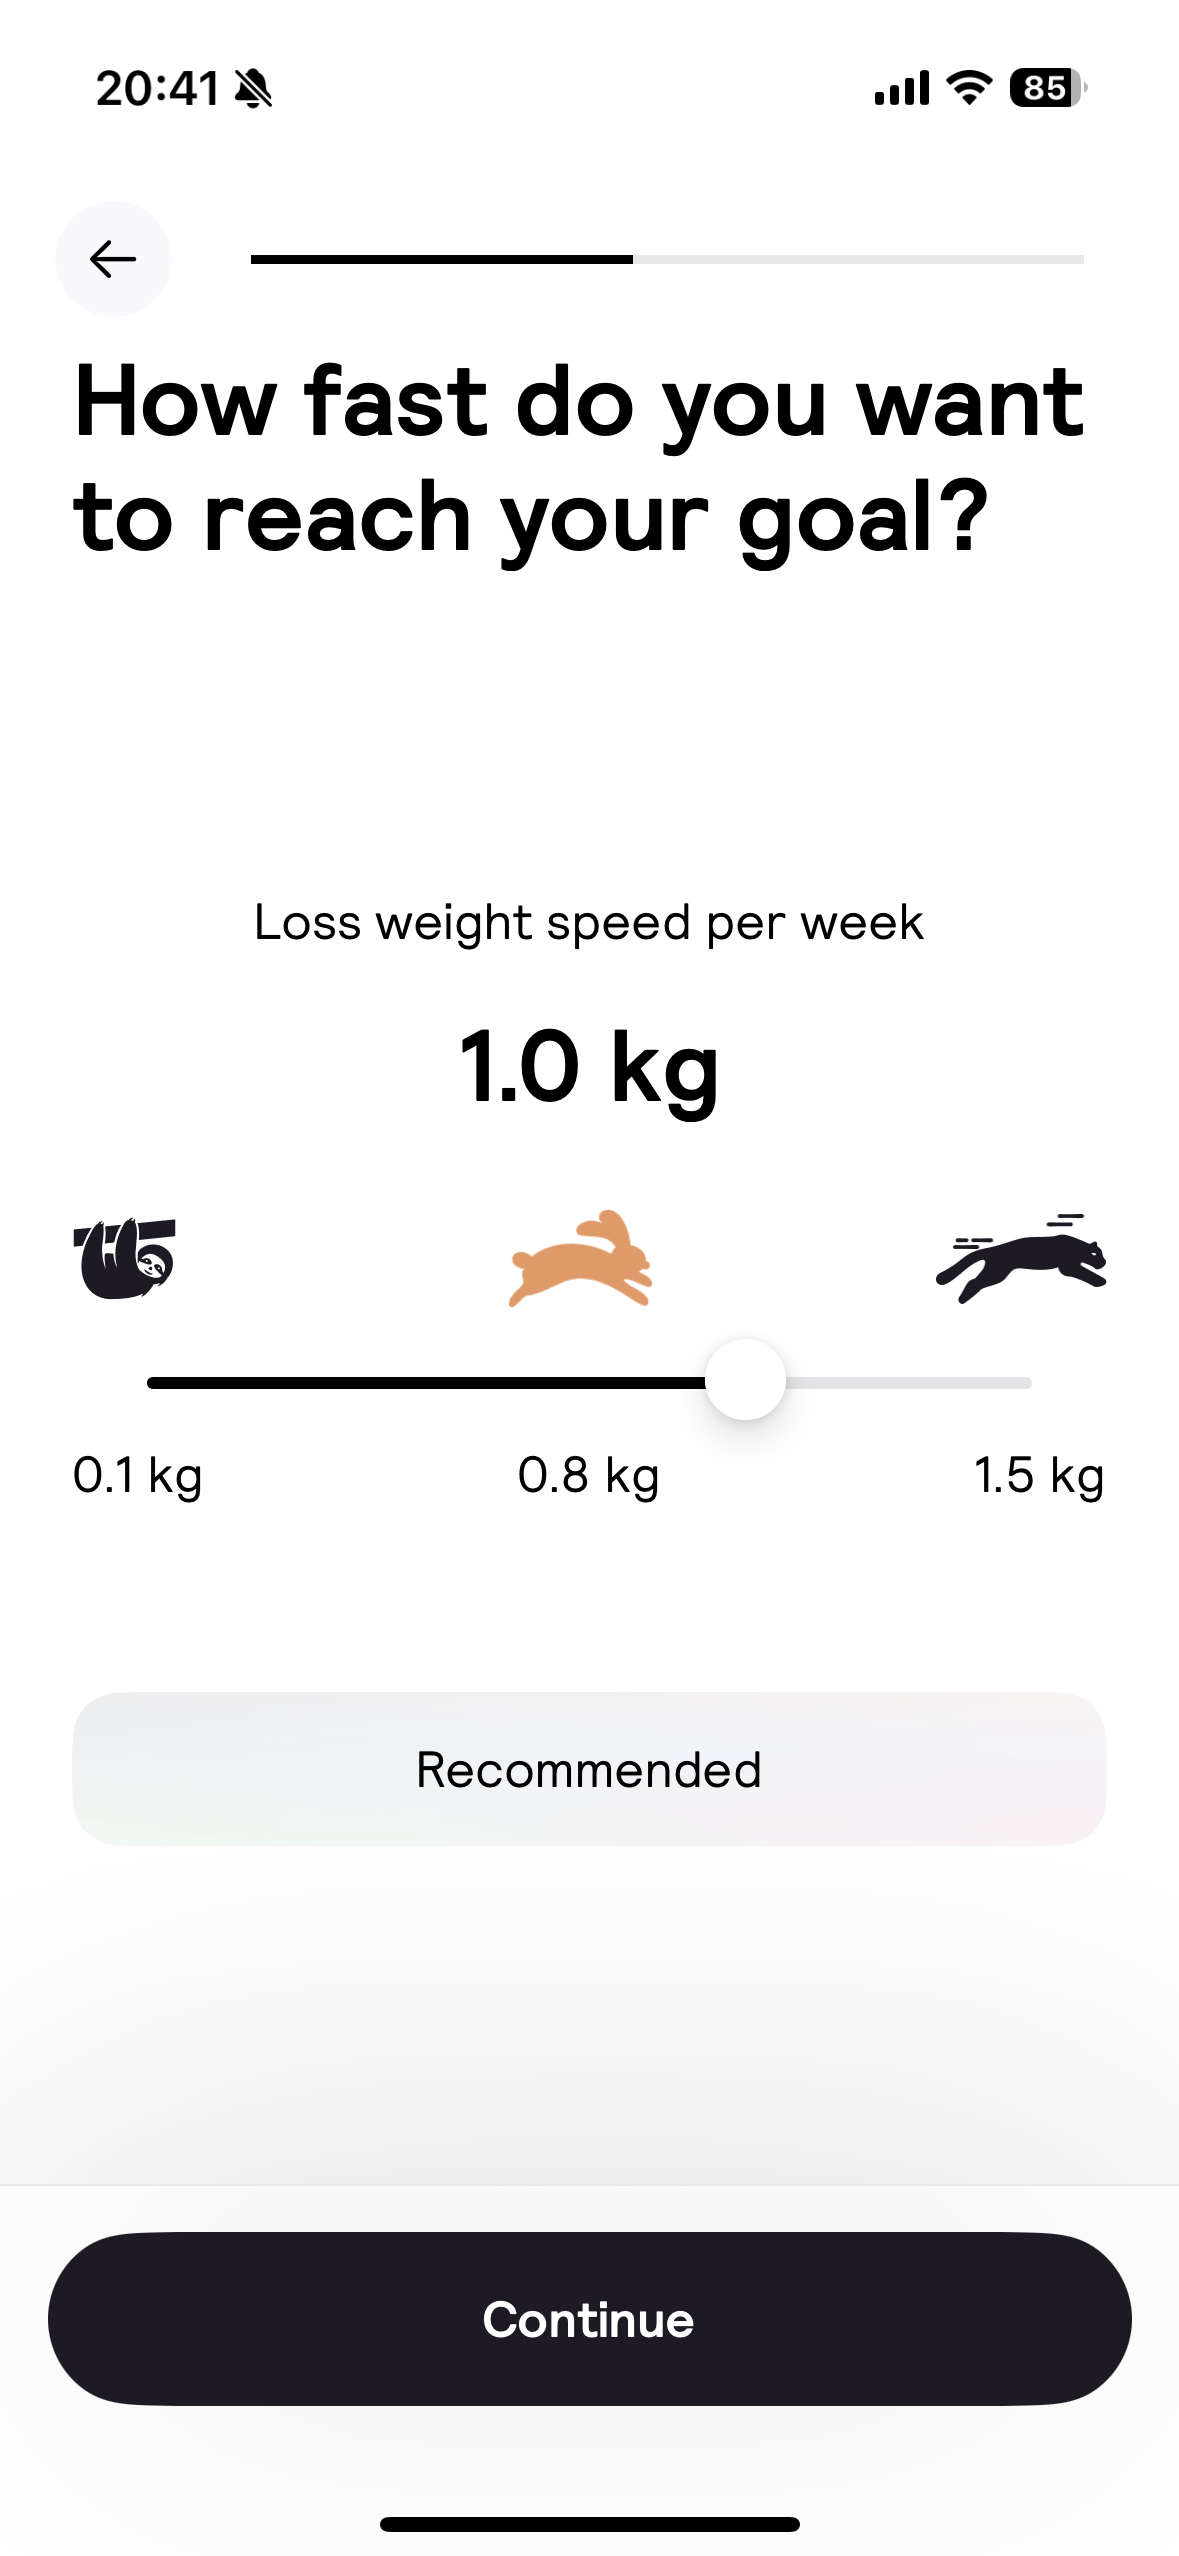 20:41
85
How fast do you want
to reach your goal?
Loss weight speed per week
1.0 kg
0.1 kg 0.8 kg 1.5 kg
Recommended
Continue